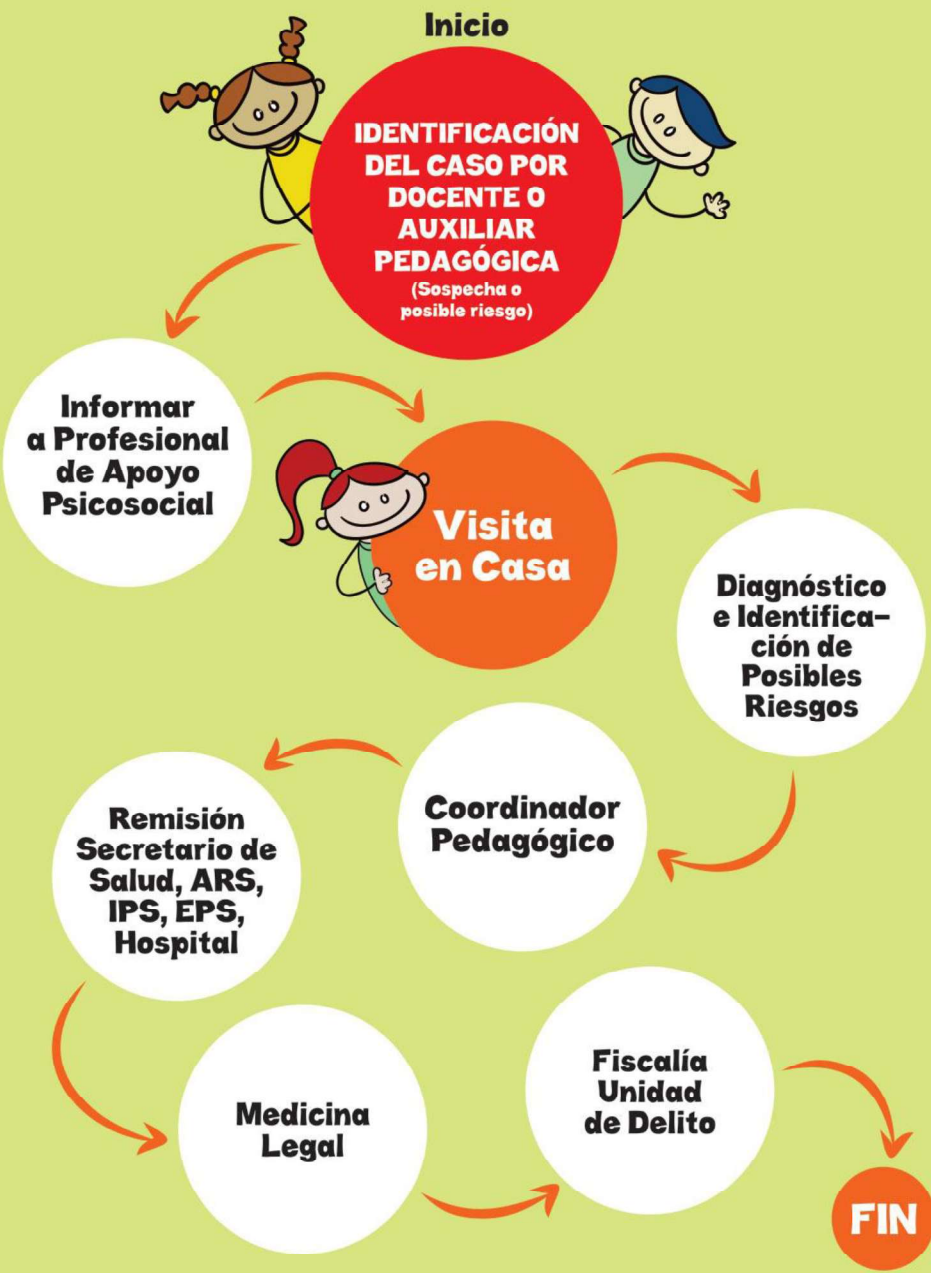 Inicio
IDENTIFICACIÓN
DEL CASO POR
DOCENTE O
AUXILIAR
PEDAGÓGICA
(Sospecha o
posible riesgo)
Informar
a Profesional
de Apoyo
Psicosocial
Visita
en Casa
Diagnóstico
e Identifica–
ción de
Posibles
Riesgos
Coordinador
Pedagógico
Remisión
Secretario de
Salud, ARS,
IPS, EPS,
Hospital
Medicina
Legal
Fiscalía
Unidad
de Delito
FIN